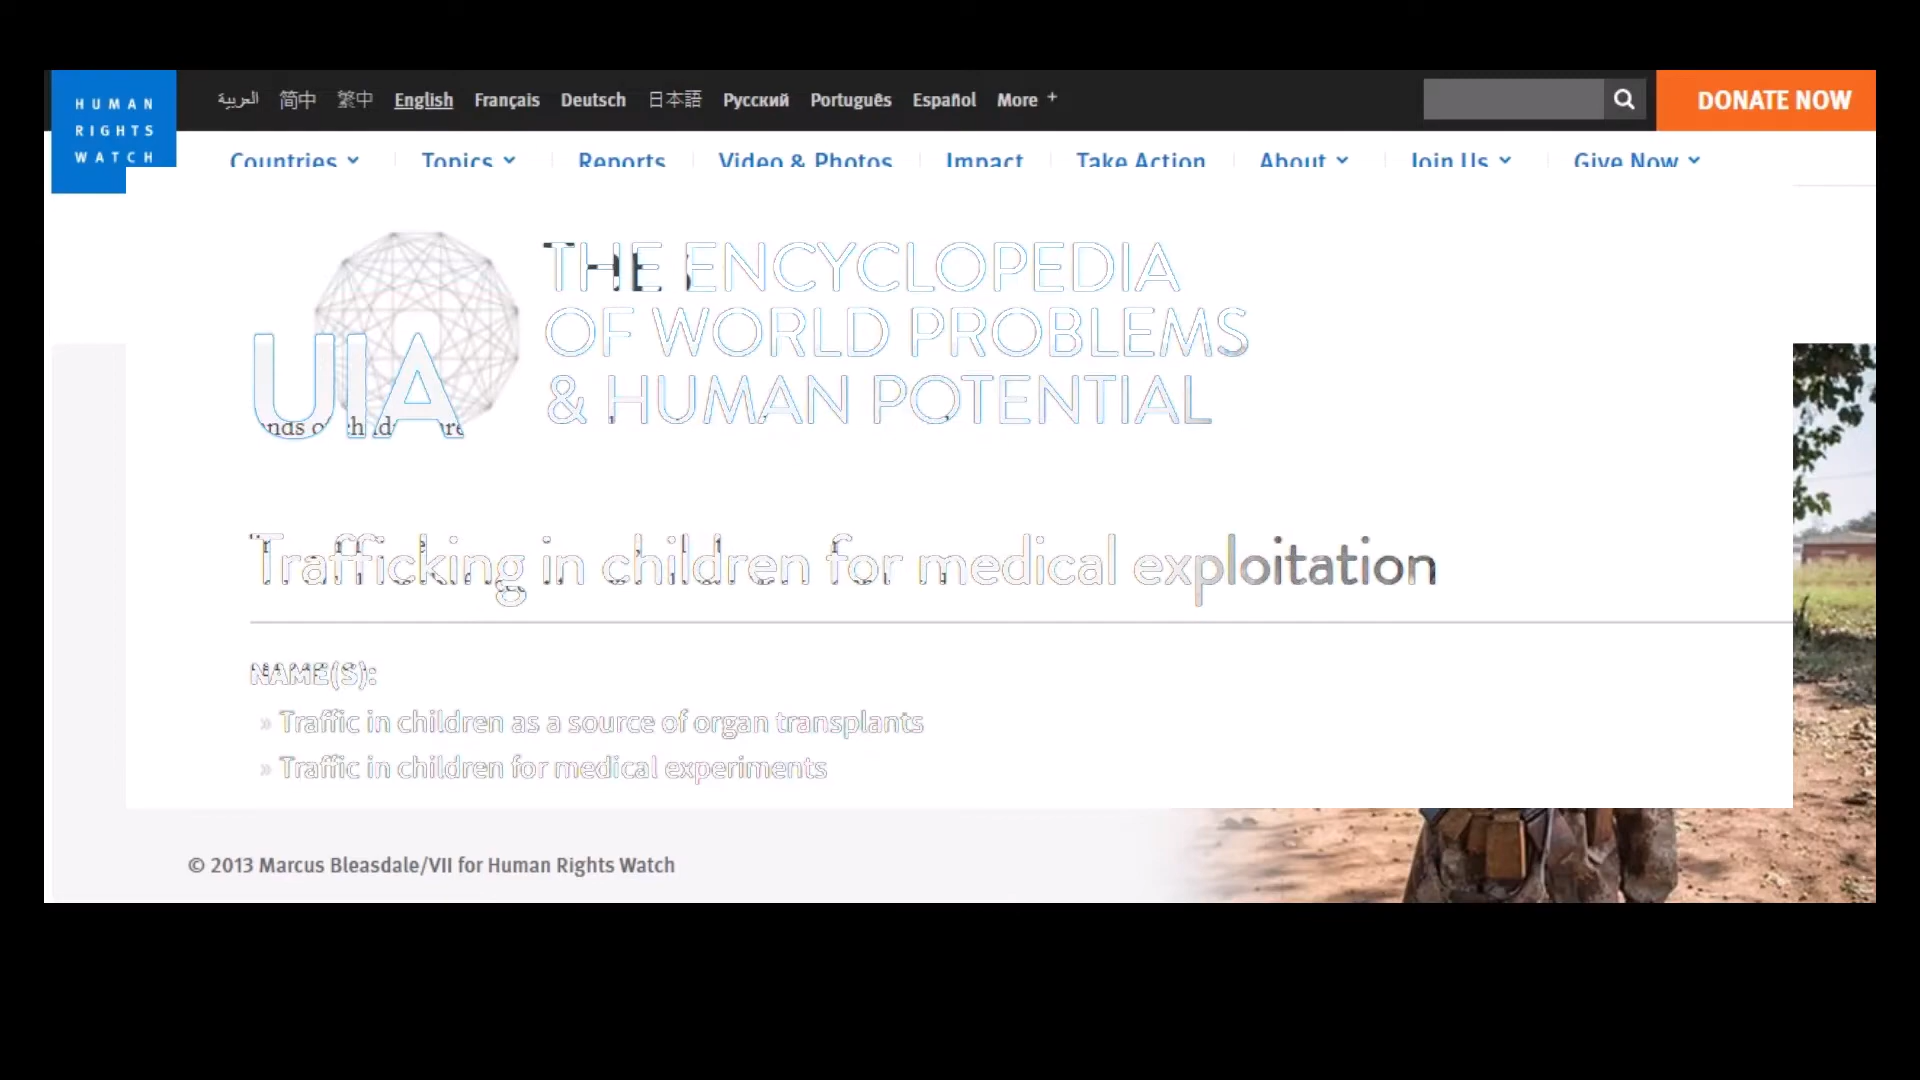 HUMAN
RIGHTS
WATCH
العربية 简中 繁中 English Français Deutsch 日本語 Русский Português Español More +
DONATE NOW
Countries Topics Reports Video & Photos Impact Take Action About Join Us Give Now
UIA
THE ENCYCLOPEDIA
OF WORLD PROBLEMS
& HUMAN POTENTIAL
Trafficking in children for medical exploitation
NAME(S):
» Traffic in children as a source of organ transplants
» Traffic in children for medical experiments
© 2013 Marcus Bleasdale/VII for Human Rights Watch